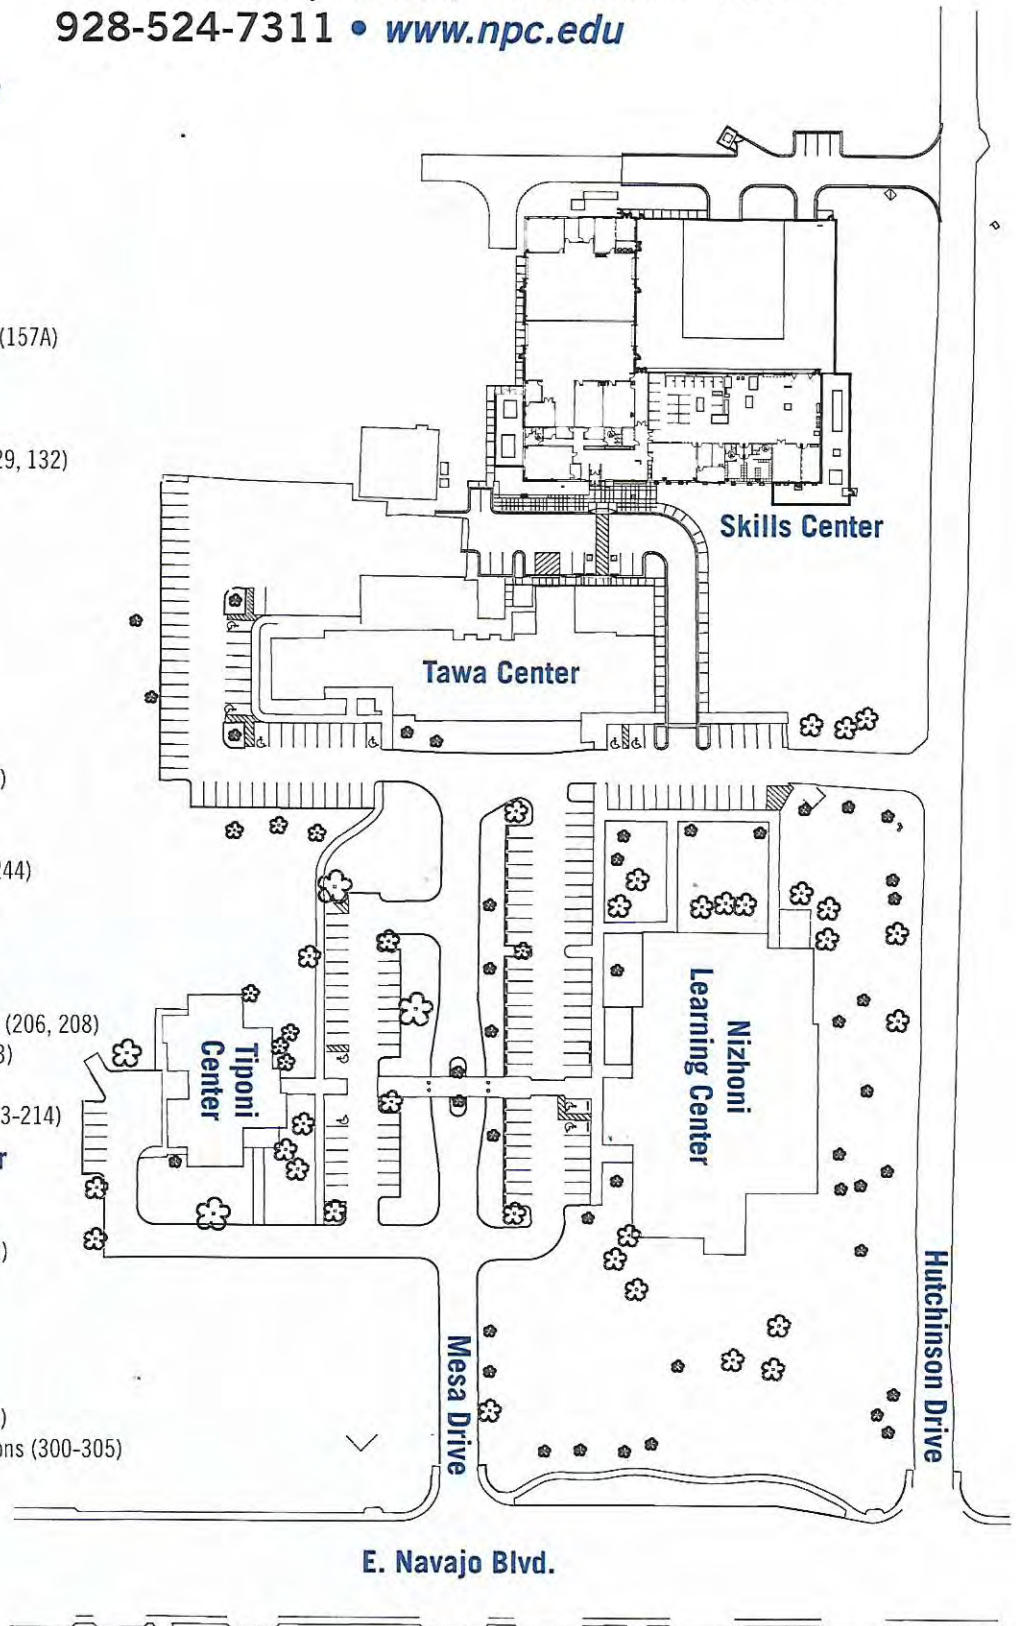 928-524-7311 • www.npc.edu
(157A)
29, 132)
)
244)
(206, 208)
3)
3-214)
r
)
)
ns (300-305)
Skills Center
Tawa Center
Nizhoni
Learning Center
Tiponi
Center
Mesa Drive
Hutchinson Drive
E. Navajo Blvd.